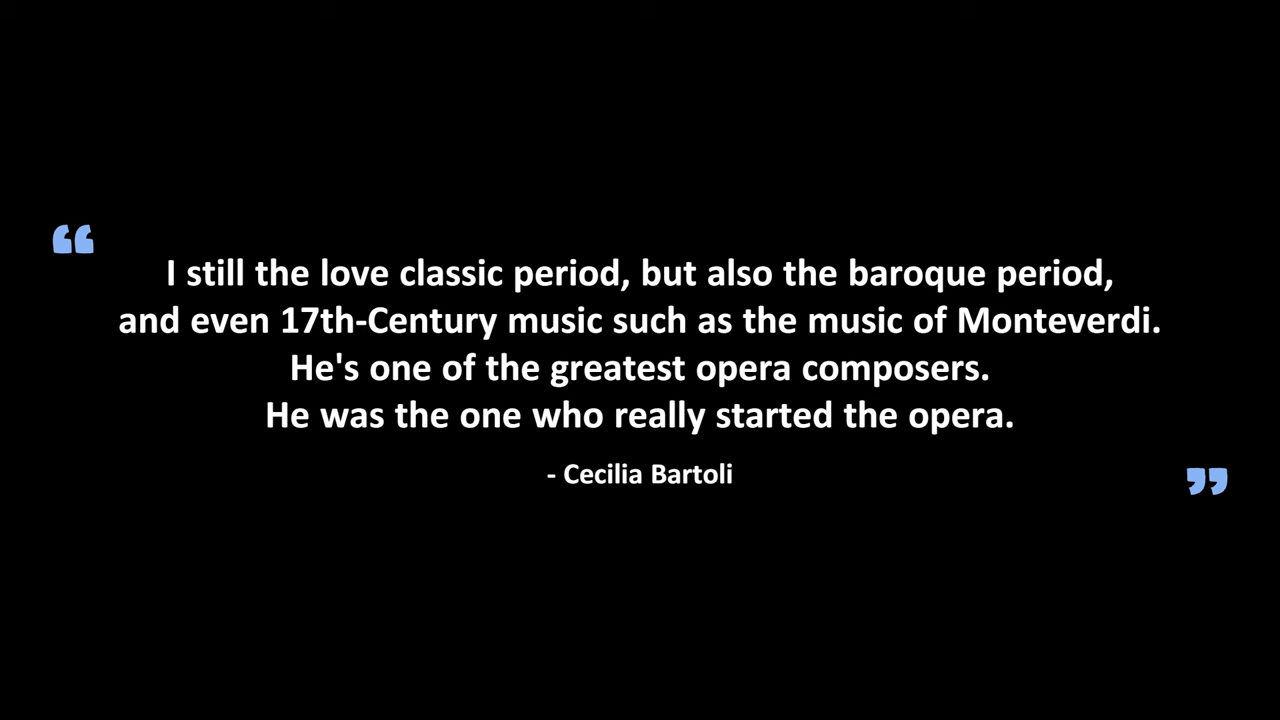 “
I still the love classic period, but also the baroque period,
and even 17th-Century music such as the music of Monteverdi.
He's one of the greatest opera composers.
He was the one who really started the opera.
- Cecilia Bartoli
”